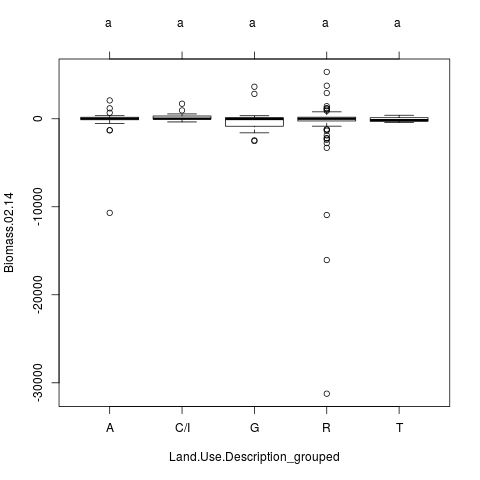 a a a a a
0
-10000
-20000
-30000
Biomass.02.14
A C/I G R T
Land.Use.Description_grouped